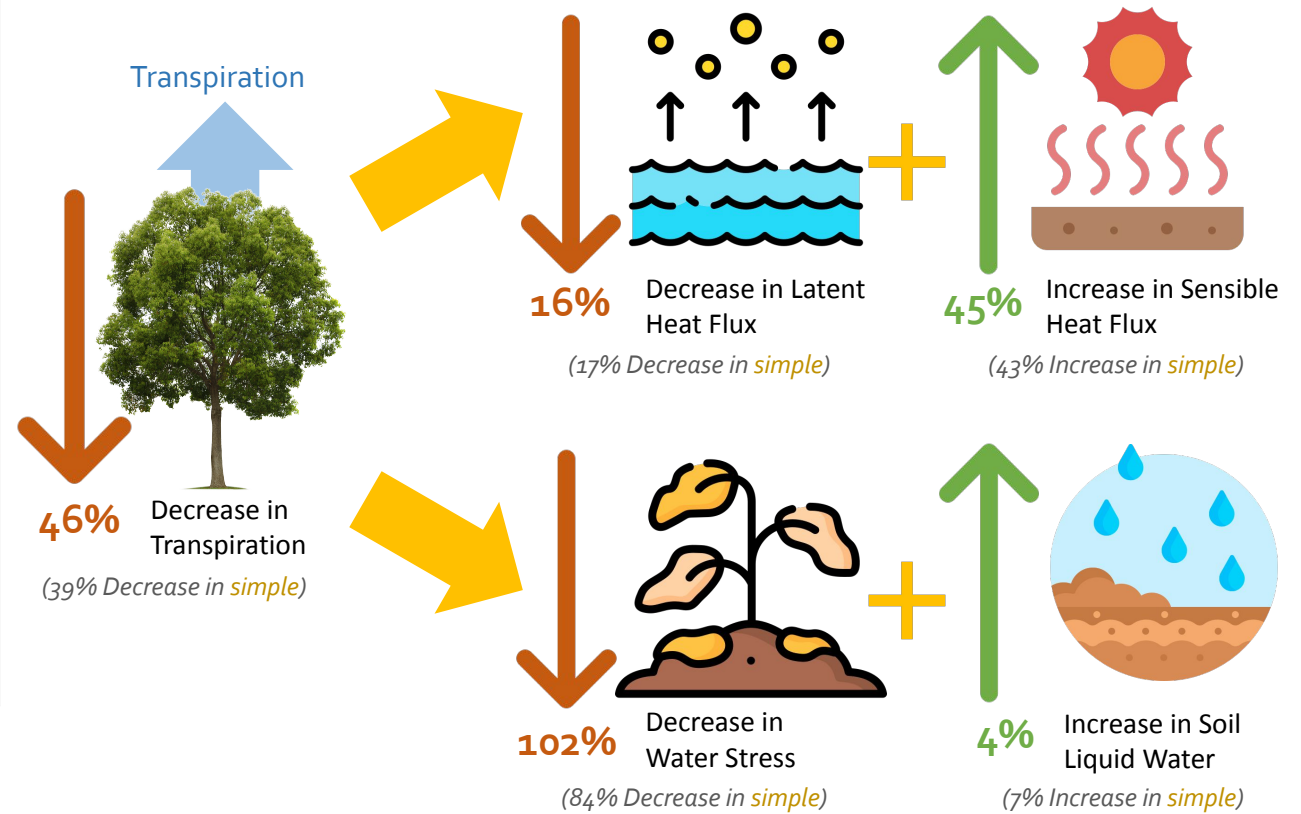 Transpiration
46%
Decrease in
Transpiration
(39% Decrease in simple)
16%
Decrease in Latent
Heat Flux
(17% Decrease in simple)
45%
Increase in Sensible
Heat Flux
(43% Increase in simple)
102%
Decrease in
Water Stress
(84% Decrease in simple)
4%
Increase in Soil
Liquid Water
(7% Increase in simple)